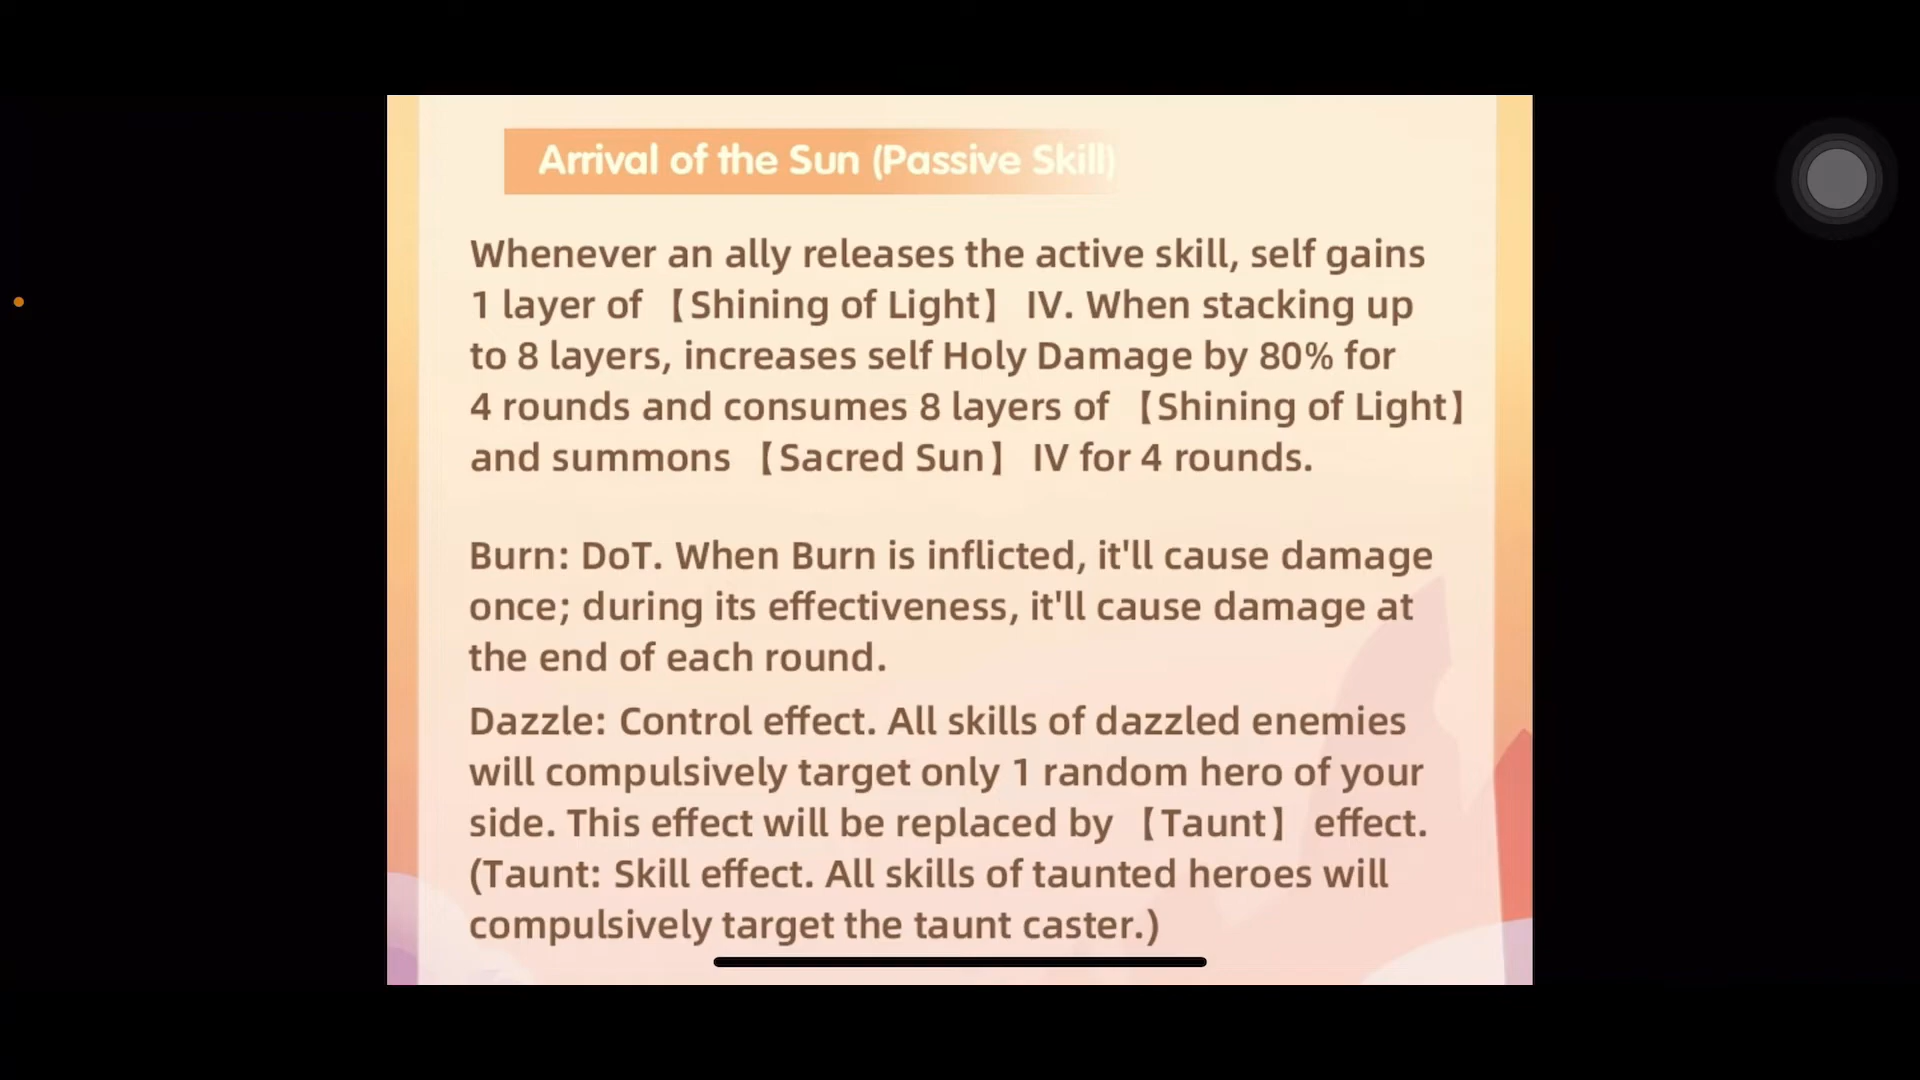 Arrival of the Sun (Passive Skill)
Whenever an ally releases the active skill, self gains
1 layer of 【Shining of Light】 IV. When stacking up
to 8 layers, increases self Holy Damage by 80% for
4 rounds and consumes 8 layers of 【Shining of Light】
and summons 【Sacred Sun】 IV for 4 rounds.
Burn: DoT. When Burn is inflicted, it'll cause damage
once; during its effectiveness, it'll cause damage at
the end of each round.
Dazzle: Control effect. All skills of dazzled enemies
will compulsively target only 1 random hero of your
side. This effect will be replaced by 【Taunt】 effect.
(Taunt: Skill effect. All skills of taunted heroes will
compulsively target the taunt caster.)